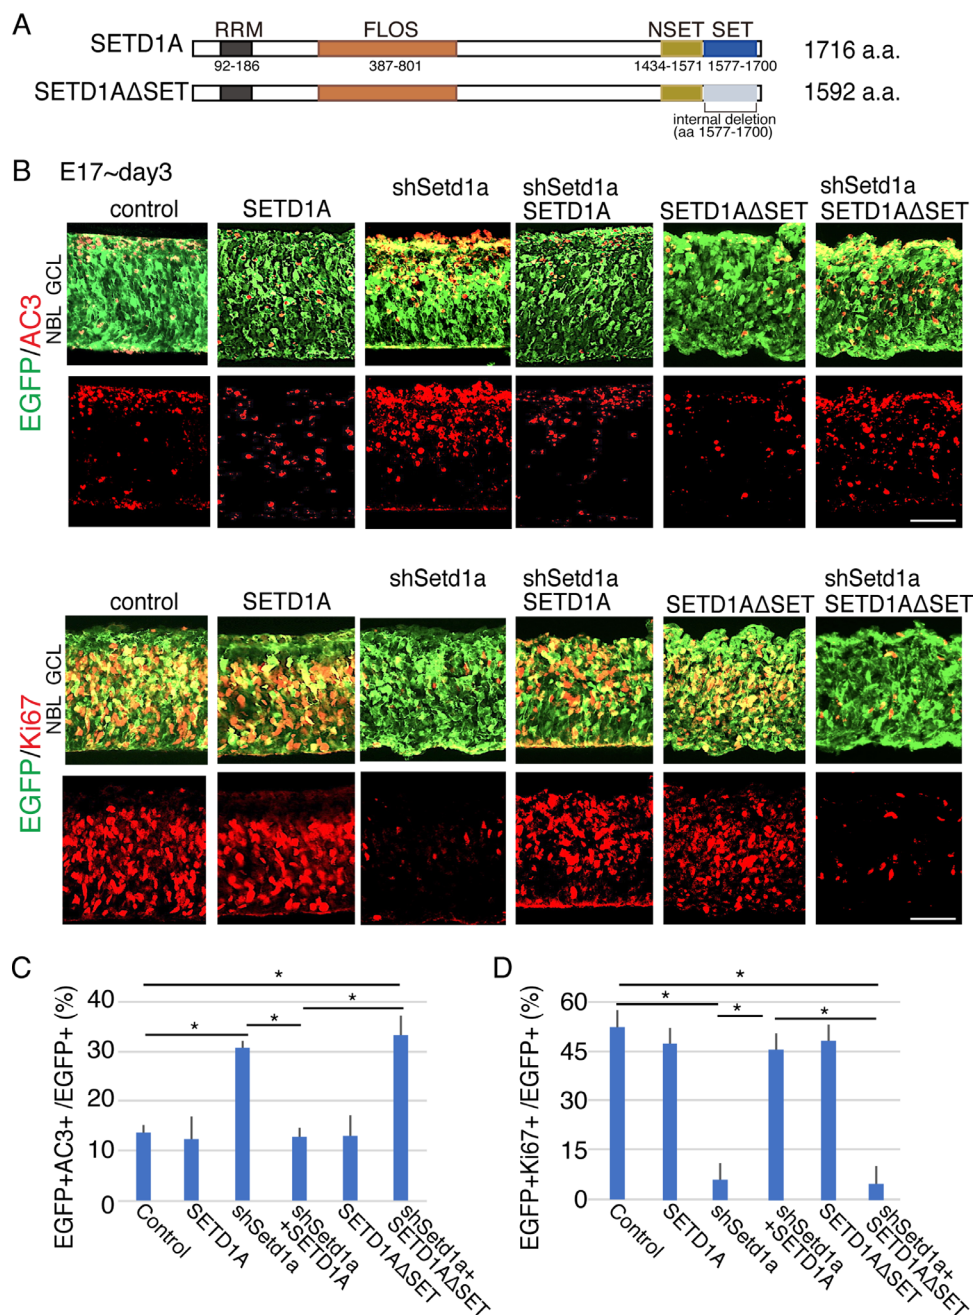 A
RRM FLOS NSET SET
SETD1A 1716 a.a.
92-186 387-801 1434-1571 1577-1700
SETD1AΔSET 1592 a.a.
internal deletion
(aa 1577-1700)
B E17~day3
control SETD1A shSetd1a shSetd1a SETD1A SETD1AΔSET shSetd1a SETD1AΔSET
EGFP/AC3
NBL GCL
control SETD1A shSetd1a shSetd1a SETD1A SETD1AΔSET shSetd1a SETD1AΔSET
EGFP/Ki67
NBL GCL
C
EGFP+AC3+ /EGFP+ (%)
40
30
20
10
0
* * * *
Control
SETD1A
shSetd1a
shSetd1a
+SETD1A
SETD1AΔSET
shSetd1a+
SETD1AΔSET
D
EGFP+Ki67+ /EGFP+ (%)
60
45
30
15
0
* * * *
Control
SETD1A
shSetd1a
shSetd1a
+SETD1A
SETD1AΔSET
shSetd1a+
SETD1AΔSET